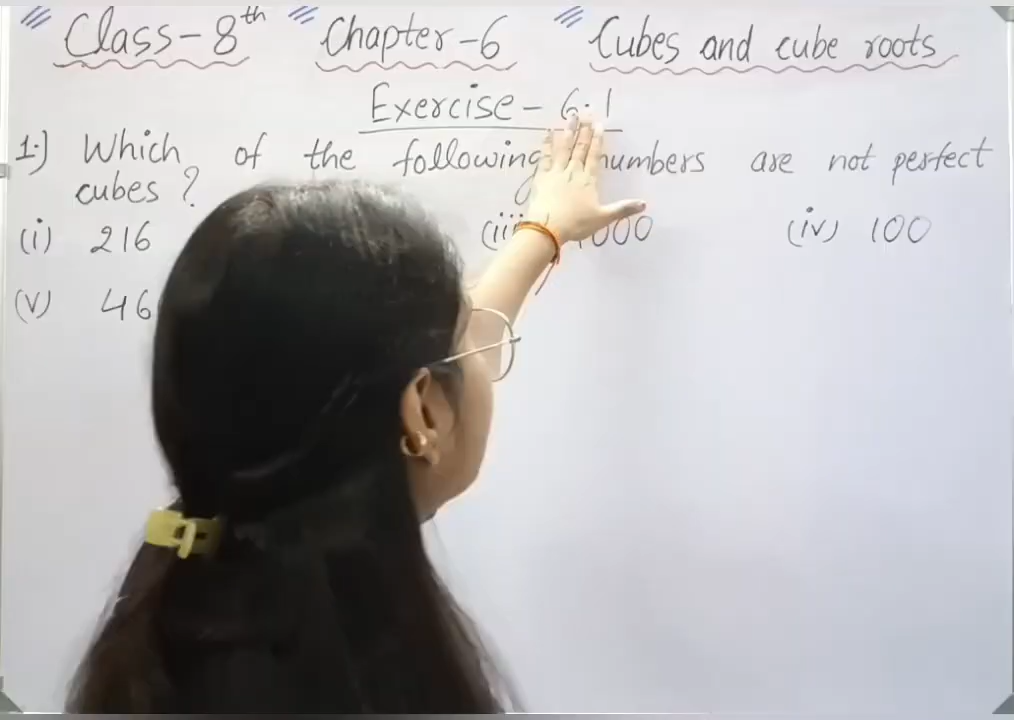 Class-8th Chapter-6 Cubes and cube roots
Exercise-6.1
1.) Which of the following numbers are not perfect
cubes ?
(i) 216 (iv) 100
(v)